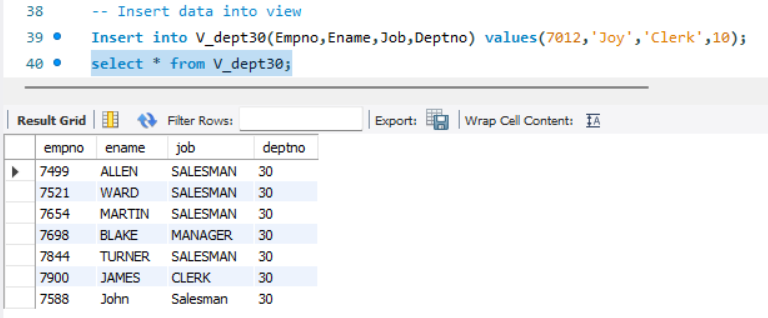 38 -- Insert data into view
39 Insert into V_dept30(Empno,Ename,Job,Deptno) values(7012,'Joy','Clerk',10);
40 select * from V_dept30;
Result Grid Filter Rows: Export: Wrap Cell Content: IA
empno ename job deptno
7499 ALLEN SALESMAN 30
7521 WARD SALESMAN 30
7654 MARTIN SALESMAN 30
7698 BLAKE MANAGER 30
7844 TURNER SALESMAN 30
7900 JAMES CLERK 30
7588 John Salesman 30